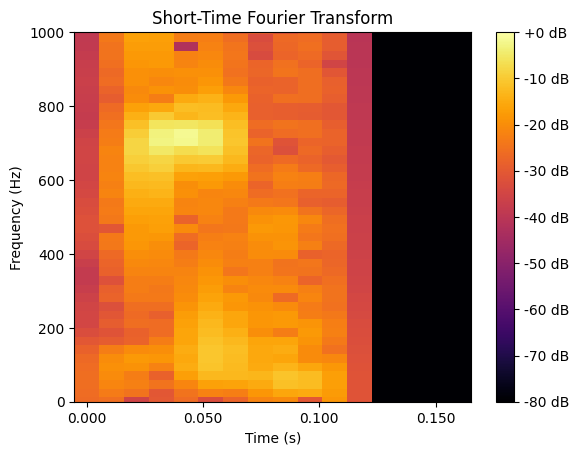 Short-Time Fourier Transform
1000
800
600
400
200
0
Frequency (Hz)
0.000
0.050
0.100
0.150
Time (s)
+0 dB
-10 dB
-20 dB
-30 dB
-40 dB
-50 dB
-60 dB
-70 dB
-80 dB